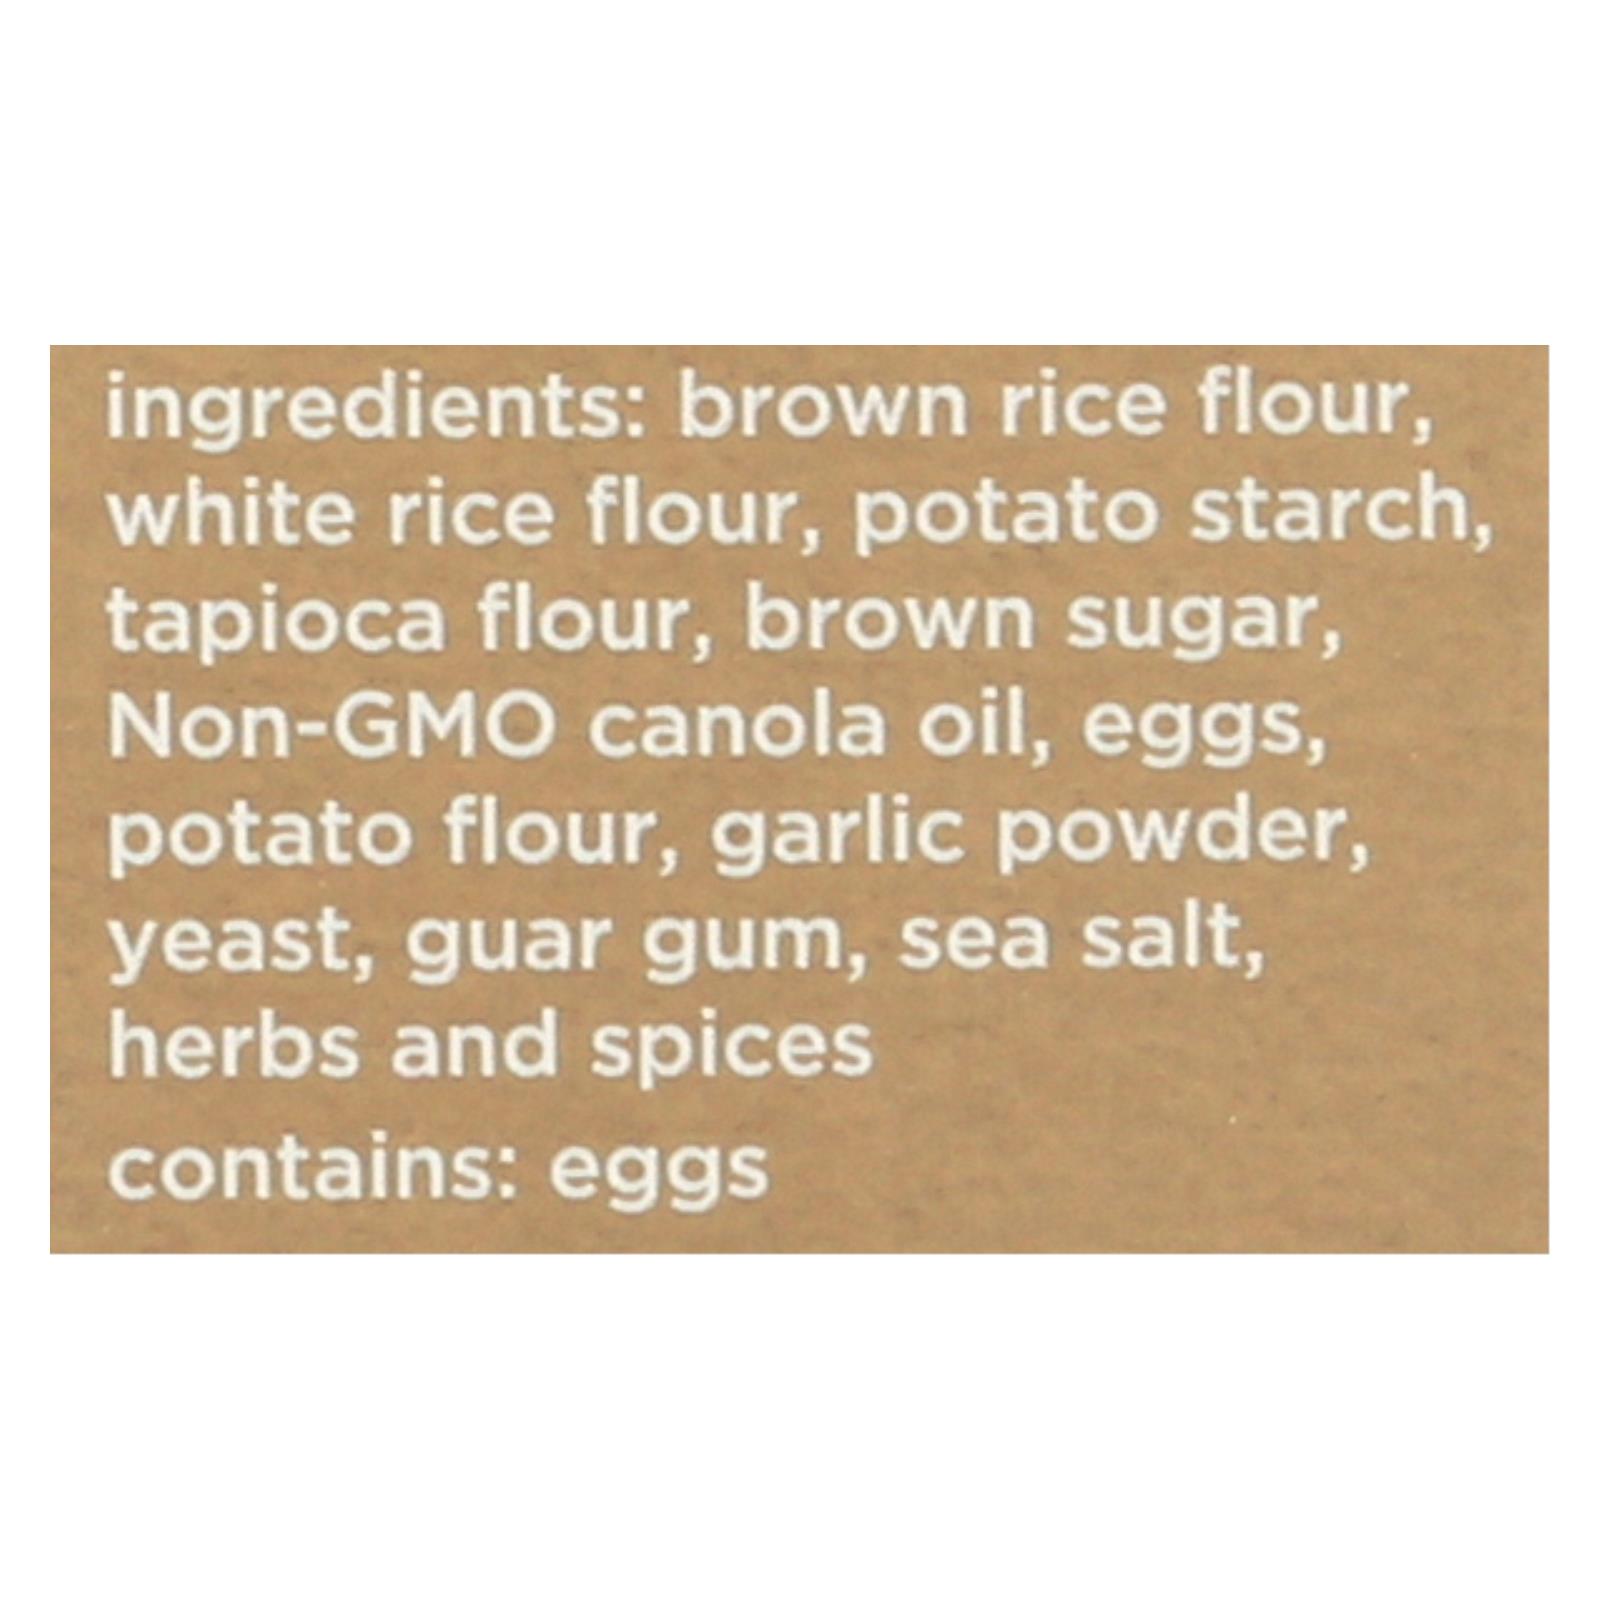 ingredients: brown rice flour,
white rice flour, potato starch,
tapioca flour, brown sugar,
Non-GMO canola oil, eggs,
potato flour, garlic powder,
yeast, guar gum, sea salt,
herbs and spices
contains: eggs